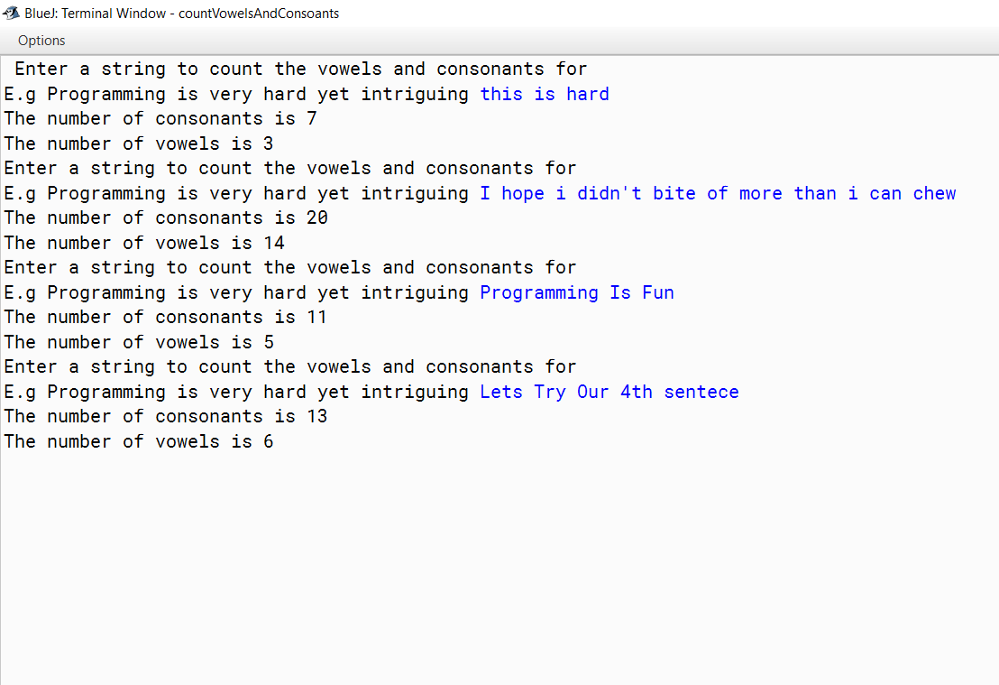 BlueJ: Terminal Window - countVowelsAndConsoants
Options
Enter a string to count the vowels and consonants for
E.g Programming is very hard yet intriguing this is hard
The number of consonants is 7
The number of vowels is 3
Enter a string to count the vowels and consonants for
E.g Programming is very hard yet intriguing I hope i didn't bite of more than i can chew
The number of consonants is 20
The number of vowels is 14
Enter a string to count the vowels and consonants for
E.g Programming is very hard yet intriguing Programming Is Fun
The number of consonants is 11
The number of vowels is 5
Enter a string to count the vowels and consonants for
E.g Programming is very hard yet intriguing Lets Try Our 4th sentece
The number of consonants is 13
The number of vowels is 6